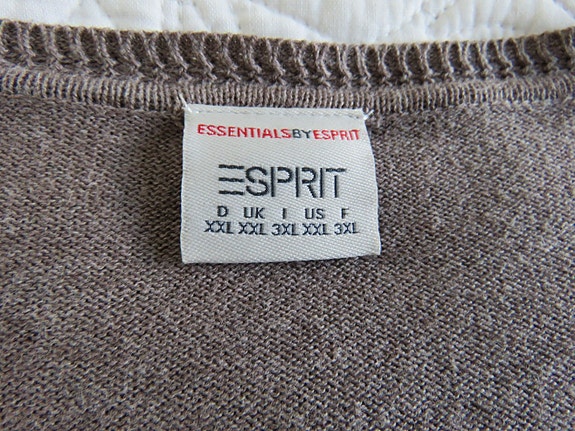 ESSENTIALSBYESPRIT
ESPRIT
D UK I US F
XXL XXL 3XL XXL 3XL